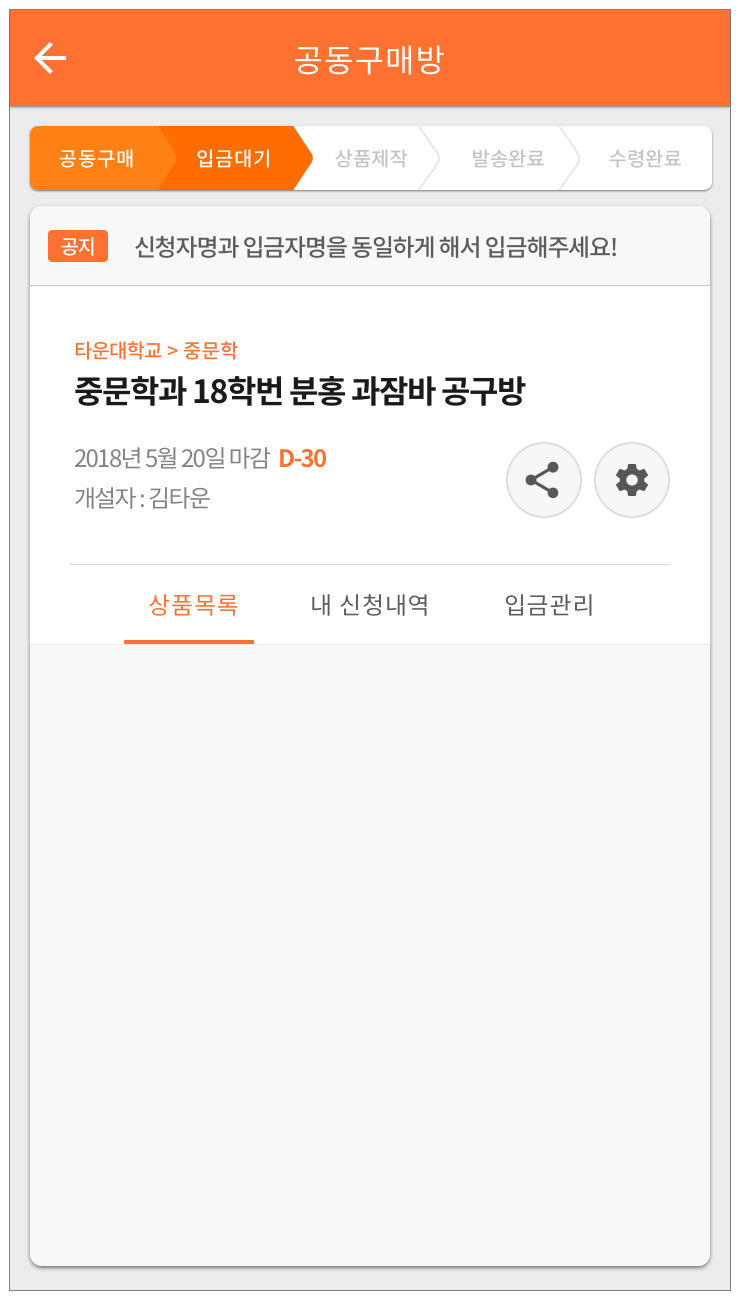 공동구매방
공동구매 입금대기 상품제작 발송완료 수령완료
공지 신청자명과 입금자명을 동일하게 해서 입금해주세요!
타운대학교 > 중문학
중문학과 18학번 분홍 과잠바 공구방
2018년 5월 20일 마감 D-30
개설자 : 김타운
상품목록 내 신청내역 입금관리